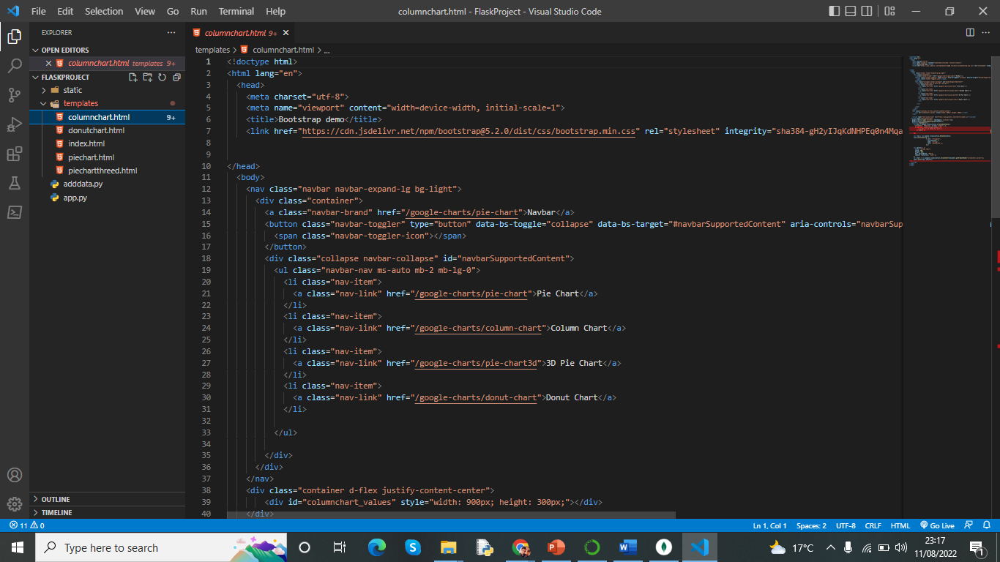 File Edit Selection View Go Run Terminal Help columnchart.html - FlaskProject - Visual Studio Code
EXPLORER
OPEN EDITORS
columnchart.html templates 9+
FLASKPROJECT
static
templates
columnchart.html 9+
donutchart.html
index.html
piechart.html
piechartthreed.html
adddata.py
app.py
OUTLINE
TIMELINE
columnchart.html 9+
templates > columnchart.html > ...
1 <!doctype html>
2 <html lang="en">
3 <head>
4 <meta charset="utf-8">
5 <meta name="viewport" content="width=device-width, initial-scale=1">
6 <title>Bootstrap demo</title>
7 <link href="https://cdn.jsdelivr.net/npm/bootstrap@5.2.0/dist/css/bootstrap.min.css" rel="stylesheet" integrity="sha384-gH2yIJqKdNHPEq0n4Mqa
8
9
10 </head>
11 <body>
12 <nav class="navbar navbar-expand-lg bg-light">
13 <div class="container">
14 <a class="navbar-brand" href="/google-charts/pie-chart">Navbar</a>
15 <button class="navbar-toggler" type="button" data-bs-toggle="collapse" data-bs-target="#navbarSupportedContent" aria-controls="navbarSup
16 <span class="navbar-toggler-icon"></span>
17 </button>
18 <div class="collapse navbar-collapse" id="navbarSupportedContent">
19 <ul class="navbar-nav ms-auto mb-2 mb-lg-0">
20 <li class="nav-item">
21 <a class="nav-link" href="/google-charts/pie-chart">Pie Chart</a>
22 </li>
23 <li class="nav-item">
24 <a class="nav-link" href="/google-charts/column-chart">Column Chart</a>
25 </li>
26 <li class="nav-item">
27 <a class="nav-link" href="/google-charts/pie-chart3d">3D Pie Chart</a>
28 </li>
29 <li class="nav-item">
30 <a class="nav-link" href="/google-charts/donut-chart">Donut Chart</a>
31 </li>
32
33 </ul>
34
35 </div>
36 </div>
37 </nav>
38 <div class="container d-flex justify-content-center">
39 <div id="columnchart_values" style="width: 900px; height: 300px;"></div>
40 </div>
11 0 Ln 1, Col 1 Spaces: 2 UTF-8 CRLF HTML Go Live
Type here to search 17°C 23:17
11/08/2022 1